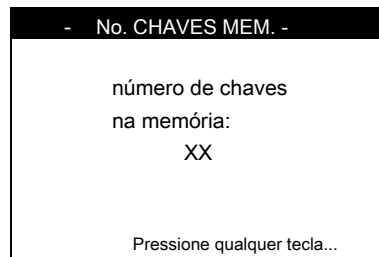 - No. CHAVES MEM. -
número de chaves
na memória:
XX
Pressione qualquer tecla...